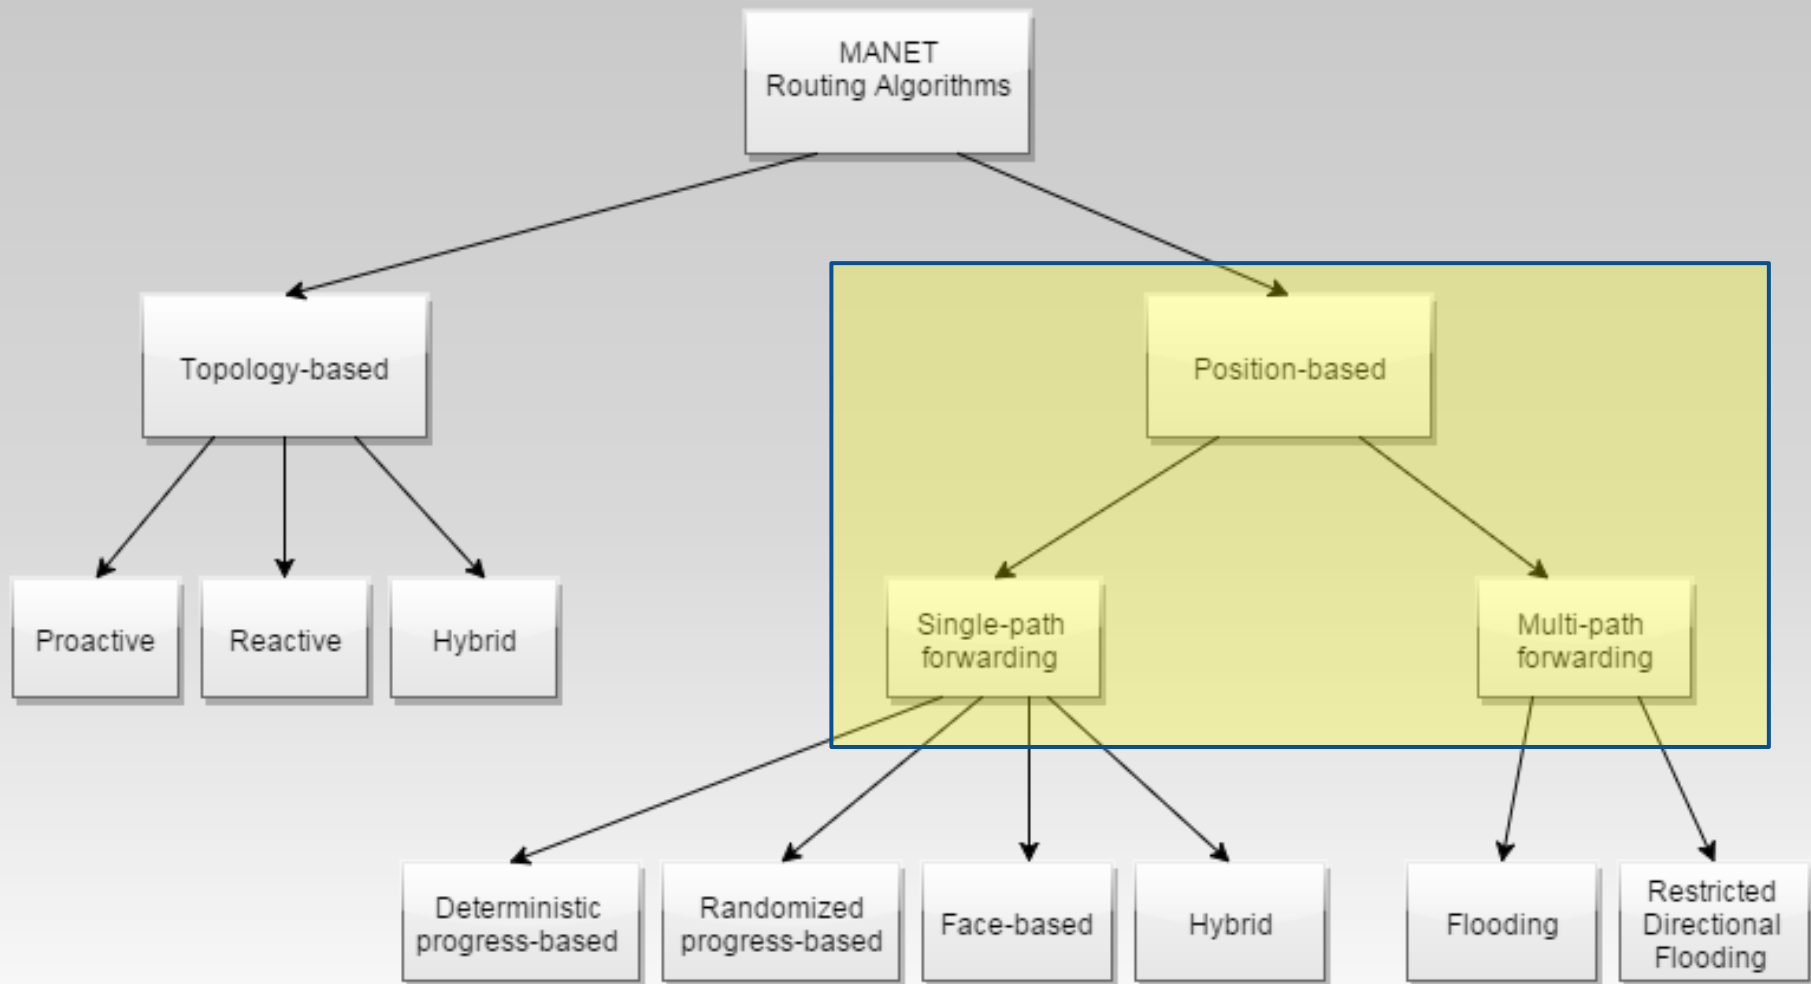 MANET
Routing Algorithms
Topology-based
Position-based
Proactive
Reactive
Hybrid
Single-path
forwarding
Multi-path
forwarding
Deterministic
progress-based
Randomized
progress-based
Face-based
Hybrid
Flooding
Restricted
Directional
Flooding